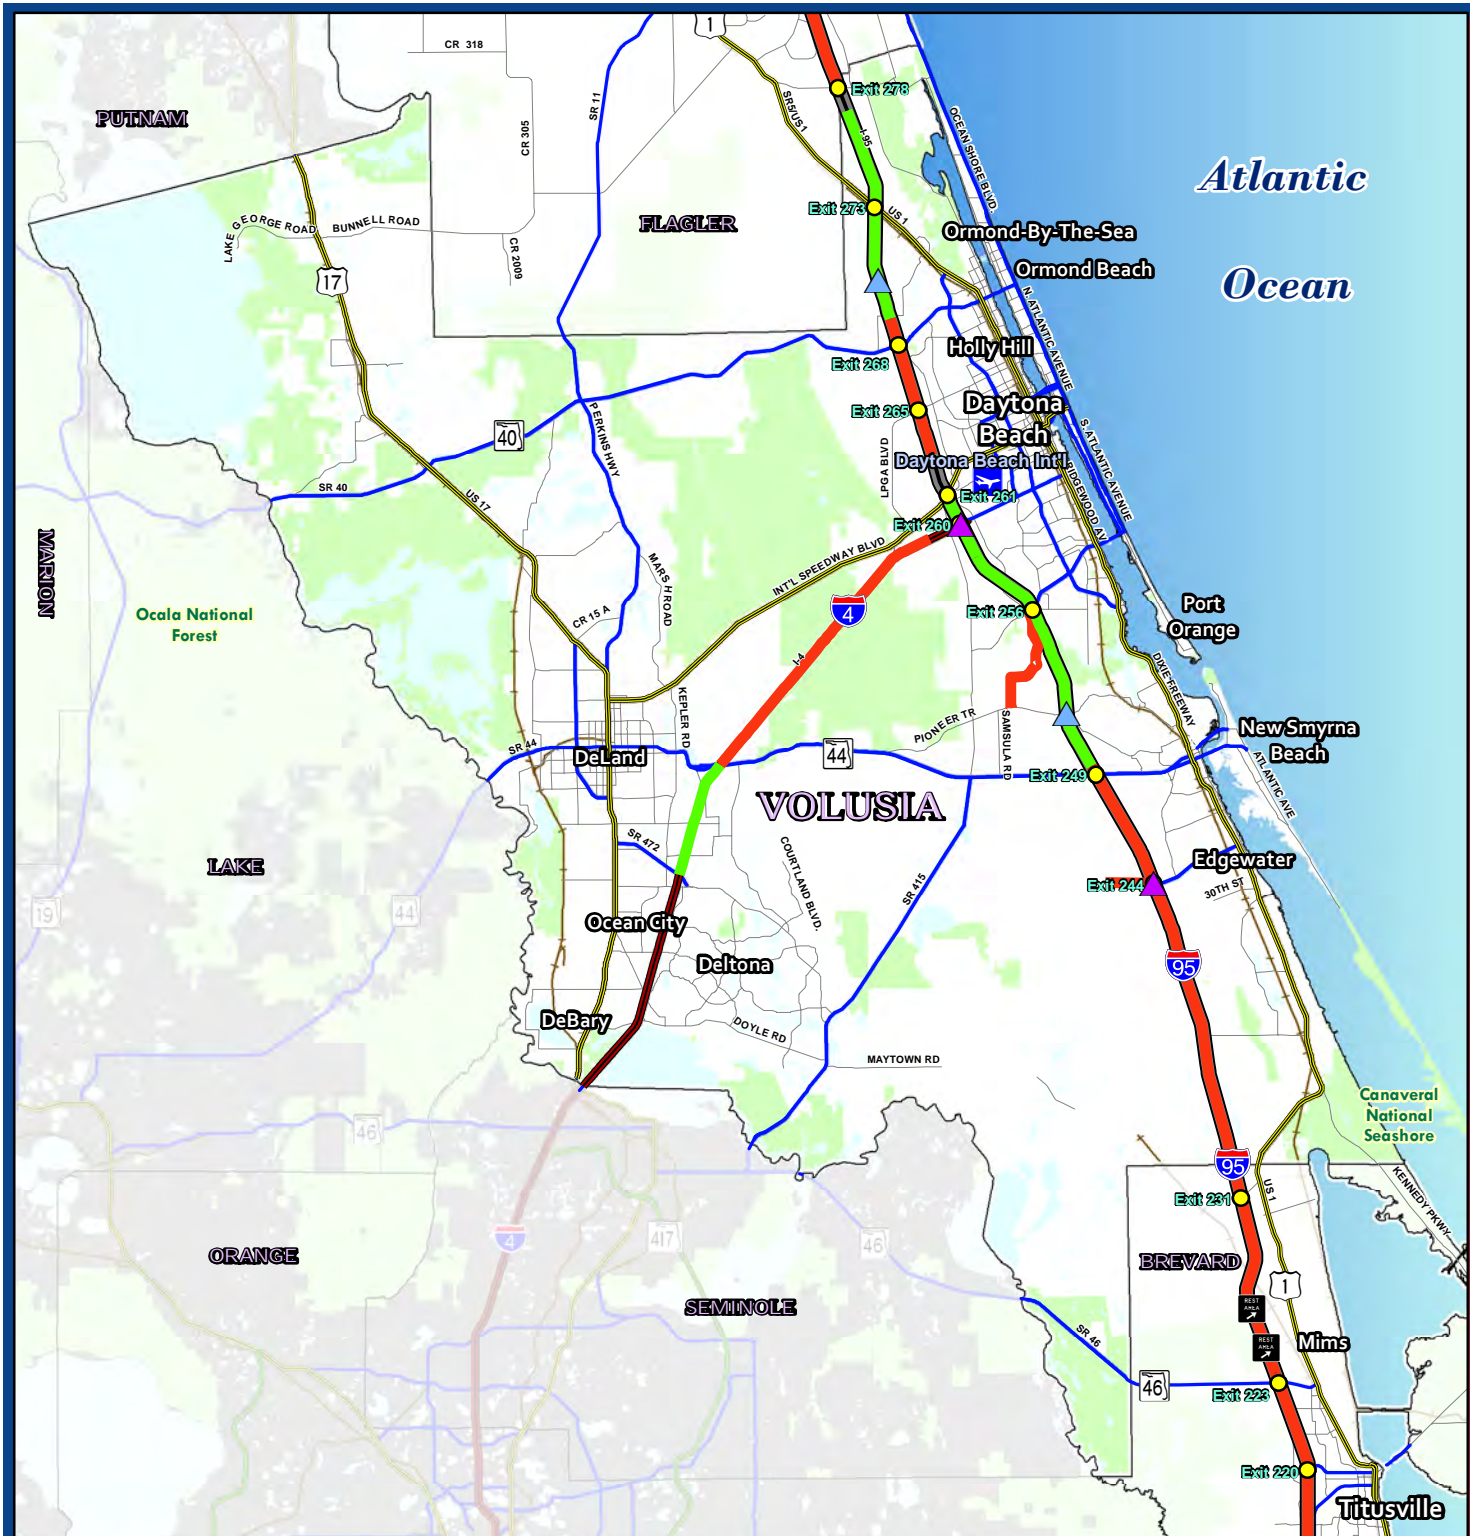 1
CR 318
SR 11
PUTNAM
SR5/US1
Exit 278
CR 305
I-95
OCEAN SHORE BLVD.
Atlantic
Exit 273
US 1
LAKE GEORGE ROAD
BUNNELL ROAD
FLAGLER
Ormond-By-The-Sea
CR 2009
17
Ormond Beach
Ocean
N. ATLANTIC AVENUE
Holly Hill
Exit 268
Exit 265
Daytona
Beach
40
PERKINS HWY
S. ATLANTIC AVENUE
LPGA BLVD
Daytona Beach Int'l
RIDGEWOOD AV
SR 40
US 17
Exit 261
Exit 260
MARION
INT'L SPEEDWAY BLVD
MARSH ROAD
Ocala National
Forest
CR 15 A
4
Exit 256
Port
Orange
I-4
DIXIE FREEWAY
KEPLER RD
PIONEER TR
SAMSULA RD
SR 44
DeLand
44
New Smyrna
Beach
Exit 249
ATLANTIC AVE
VOLUSIA
SR 472
COURTLAND BLVD.
LAKE
Edgewater
Exit 244
30TH ST
SR 415
19
44
Ocean City
Deltona
95
DeBary
DOYLE RD
MAYTOWN RD
Canaveral
National
Seashore
46
95
KENNEDY PKWY
US 1
Exit 231
4
417
46
ORANGE
BREVARD
1
SEMINOLE
REST
AREA
SR 46
REST
AREA
Mims
46
Exit 223
Exit 220
Titusville